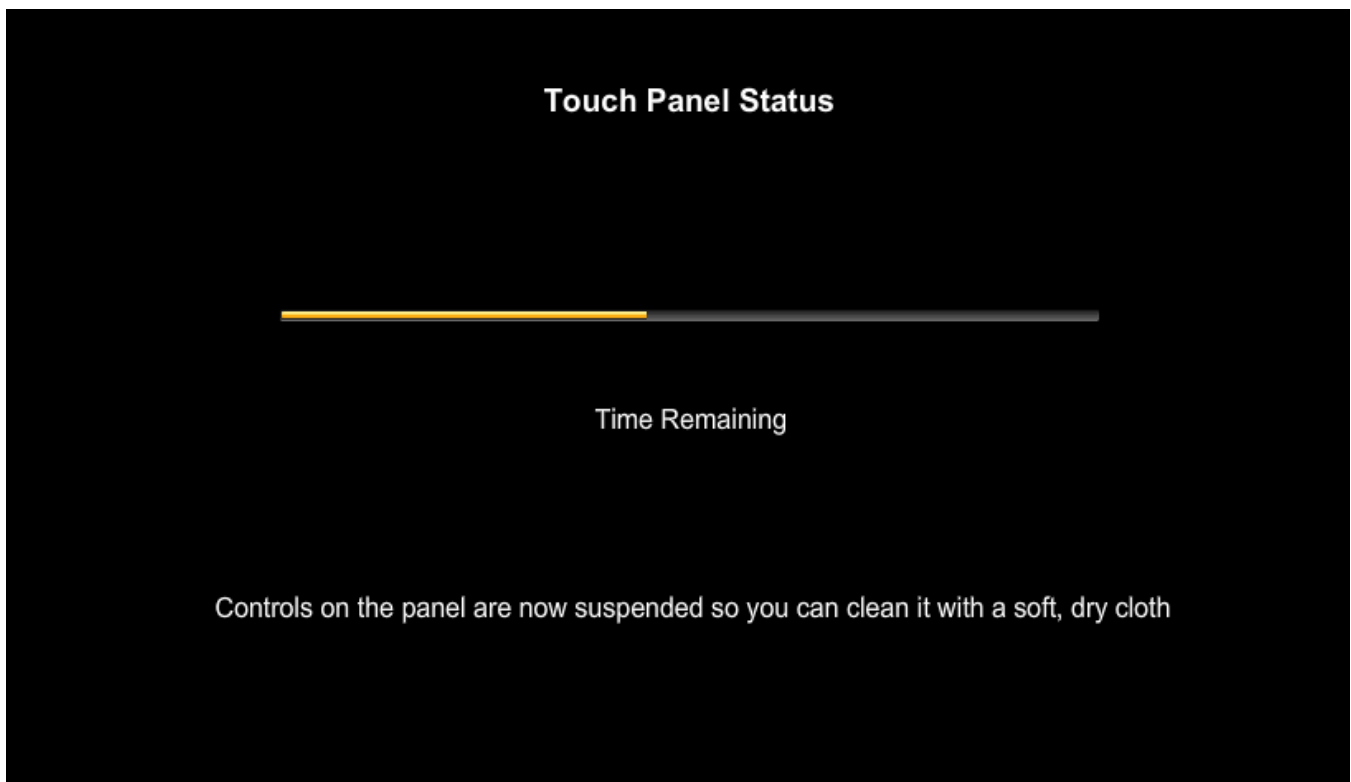 Touch Panel Status
Time Remaining
Controls on the panel are now suspended so you can clean it with a soft, dry cloth